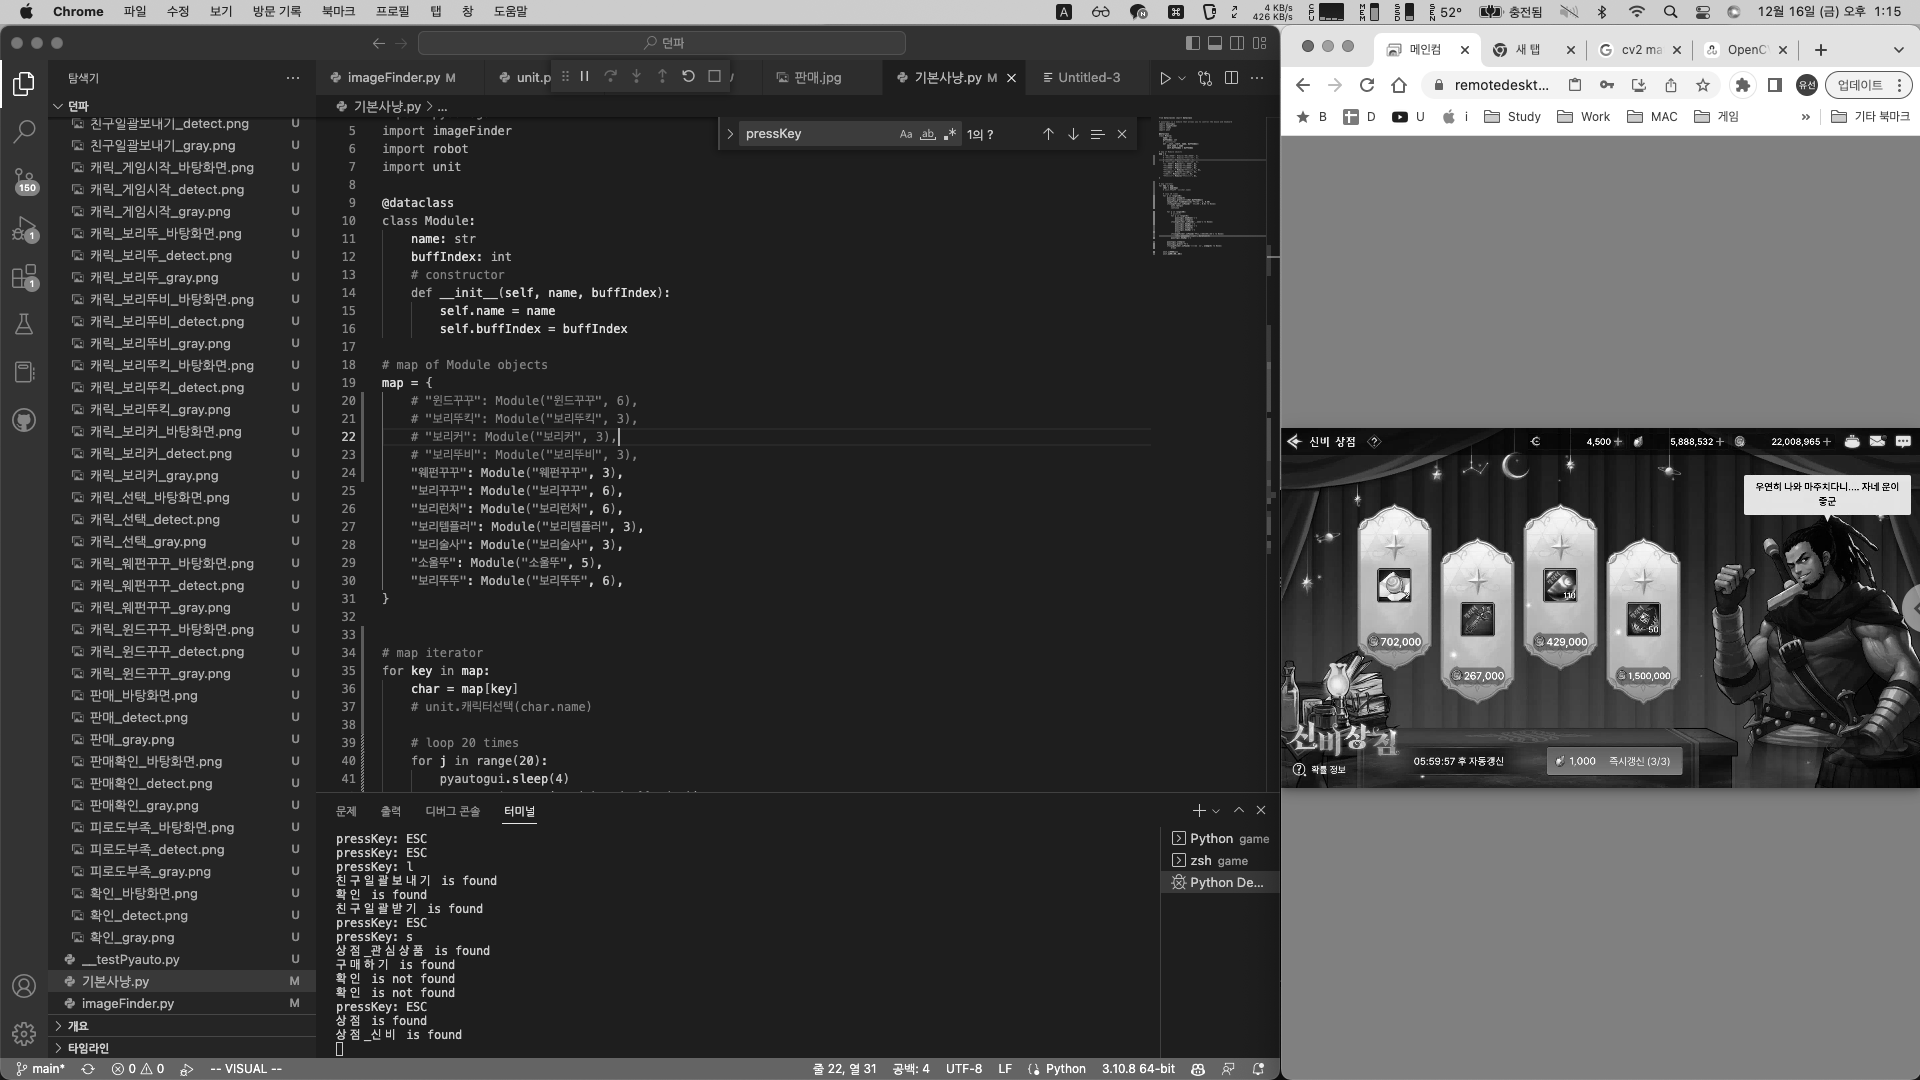 Chrome 파일 수정 보기 방문 기록 북마크 프로필 탭 창 도움말
4 KB/s
426 KB/s
52° 충전됨 12월 16일 (금) 오후 1:15
던파
탐색기
던파
친구일괄보내기_detect.png U
친구일괄보내기_gray.png U
캐릭_게임시작_바탕화면.png U
캐릭_게임시작_detect.png U
캐릭_게임시작_gray.png U
캐릭_보리뚜_바탕화면.png U
캐릭_보리뚜_detect.png U
캐릭_보리뚜_gray.png U
캐릭_보리뚜비_바탕화면.png U
캐릭_보리뚜비_detect.png U
캐릭_보리뚜비_gray.png U
캐릭_보리뚜킥_바탕화면.png U
캐릭_보리뚜킥_detect.png U
캐릭_보리뚜킥_gray.png U
캐릭_보리커_바탕화면.png U
캐릭_보리커_detect.png U
캐릭_보리커_gray.png U
캐릭_선택_바탕화면.png U
캐릭_선택_detect.png U
캐릭_선택_gray.png U
캐릭_웨펀꾸꾸_바탕화면.png U
캐릭_웨펀꾸꾸_detect.png U
캐릭_웨펀꾸꾸_gray.png U
캐릭_윈드꾸꾸_바탕화면.png U
캐릭_윈드꾸꾸_detect.png U
캐릭_윈드꾸꾸_gray.png U
판매_바탕화면.png U
판매_detect.png U
판매_gray.png U
판매확인_바탕화면.png U
판매확인_detect.png U
판매확인_gray.png U
피로도부족_바탕화면.png U
피로도부족_detect.png U
피로도부족_gray.png U
확인_바탕화면.png U
확인_detect.png U
확인_gray.png U
__testPyauto.py U
기본사냥.py M
imageFinder.py M
개요
타임라인
150
1
1
imageFinder.py M unit.p 판매.jpg 기본사냥.py M Untitled-3
기본사냥.py > ...
pressKey Aa ab 1의 ?
5
6 import imageFinder
6 import robot
7 import unit
8
9 @dataclass
10 class Module:
11 name: str
12 buffIndex: int
13 # constructor
14 def __init__(self, name, buffIndex):
15 self.name = name
16 self.buffIndex = buffIndex
17
18 # map of Module objects
19 map = {
20 # "윈드꾸꾸": Module("윈드꾸꾸", 6),
21 # "보리뚜킥": Module("보리뚜킥", 3),
22 # "보리커": Module("보리커", 3),
23 # "보리뚜비": Module("보리뚜비", 3),
24 "웨펀꾸꾸": Module("웨펀꾸꾸", 3),
25 "보리꾸꾸": Module("보리꾸꾸", 6),
26 "보리런처": Module("보리런처", 6),
27 "보리템플러": Module("보리템플러", 3),
28 "보리술사": Module("보리술사", 3),
29 "소울뚜": Module("소울뚜", 5),
30 "보리뚜뚜": Module("보리뚜뚜", 6),
31 }
32
33
34 # map iterator
35 for key in map:
36 char = map[key]
37 # unit.캐릭터선택(char.name)
38
39 # loop 20 times
40 for j in range(20):
41 pyautogui.sleep(4)
문제 출력 디버그 콘솔 터미널
pressKey: ESC
pressKey: ESC
pressKey: l
친구일괄보내기 is found
확인 is found
친구일괄받기 is found
pressKey: ESC
pressKey: s
상점_관심상품 is found
구매하기 is found
확인 is not found
확인 is not found
pressKey: ESC
상점 is found
상점_신비 is found
Python game
zsh game
Python De...
main* 0 0 -- VISUAL -- 줄 22, 열 31 공백: 4 UTF-8 LF Python 3.10.8 64-bit
메인컴 새 탭 cv2 ma OpenC
remotedeskt... 유선 업데이트
B D U i Study Work MAC 게임 » 기타 북마크
신비 상점 4,500 5,888,532 22,008,965
우연히 나와 마주치다니.... 자네 운이
좋군
2
110
50
702,000
267,000
429,000
1,500,000
신비상점
확률 정보
05:59:57 후 자동갱신
1,000 즉시갱신 (3/3)